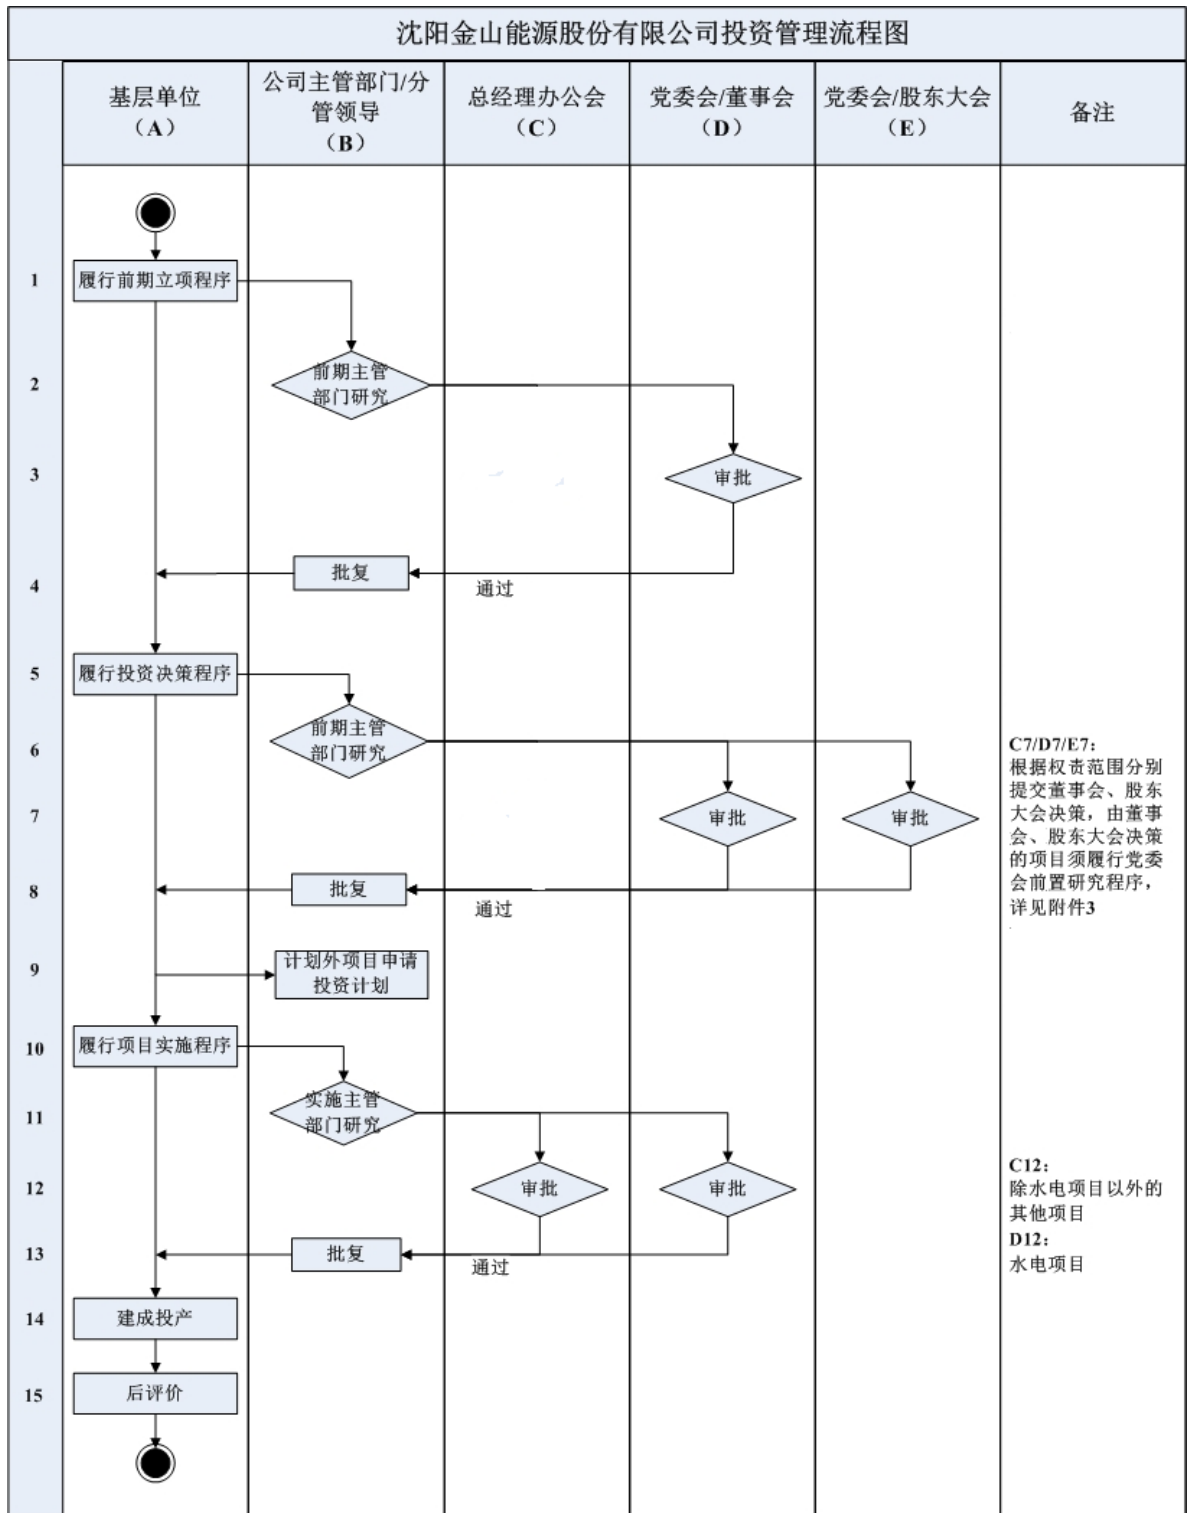 沈阳金山能源股份有限公司投资管理流程图
基层单位
（A）
公司主管部门/分
管领导
（B）
总经理办公会
（C）
党委会/董事会
（D）
党委会/股东大会
（E）
备注
1
履行前期立项程序
2
前期主管
部门研究
3
审批
4
批复
通过
5
履行投资决策程序
6
前期主管
部门研究
7
审批
审批
C7/D7/E7：
根据权责范围分别
提交董事会、股东
大会决策，由董事
会、股东大会决策
的项目须履行党委
会前置研究程序，
详见附件3
8
批复
通过
9
计划外项目申请
投资计划
10
履行项目实施程序
11
实施主管
部门研究
12
审批
审批
C12：
除水电项目以外的
其他项目
D12：
水电项目
13
批复
通过
14
建成投产
15
后评价